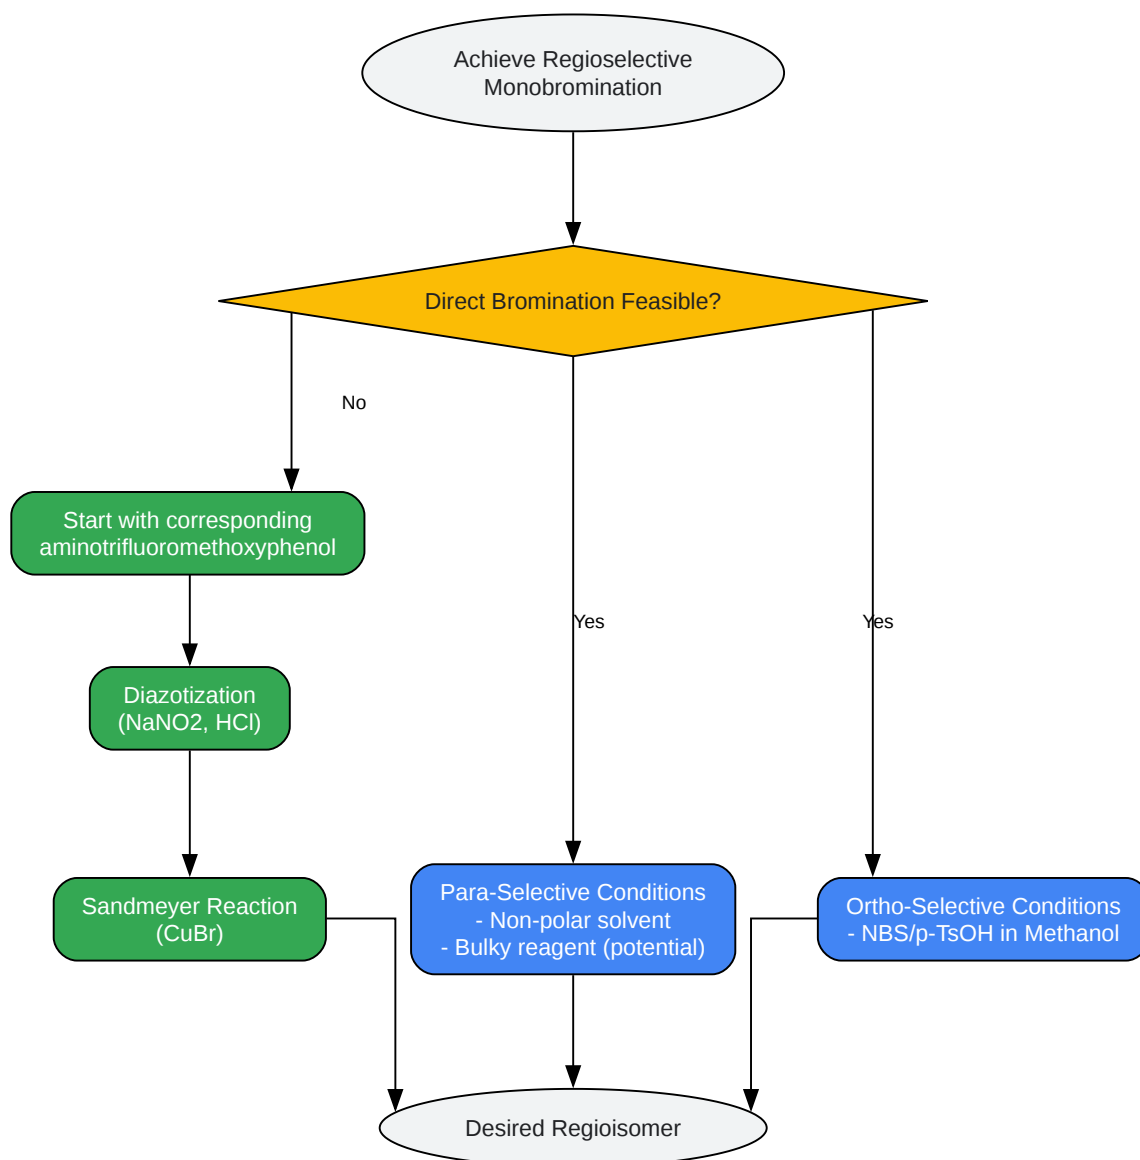 Achieve Regioselective
Monobromination
Direct Bromination Feasible?
No
Start with corresponding
aminotrifluoromethoxyphenol
Yes
Yes
Diazotization
(NaNO2, HCl)
Sandmeyer Reaction
(CuBr)
Para-Selective Conditions
- Non-polar solvent
- Bulky reagent (potential)
Ortho-Selective Conditions
- NBS/p-TsOH in Methanol
Desired Regioisomer